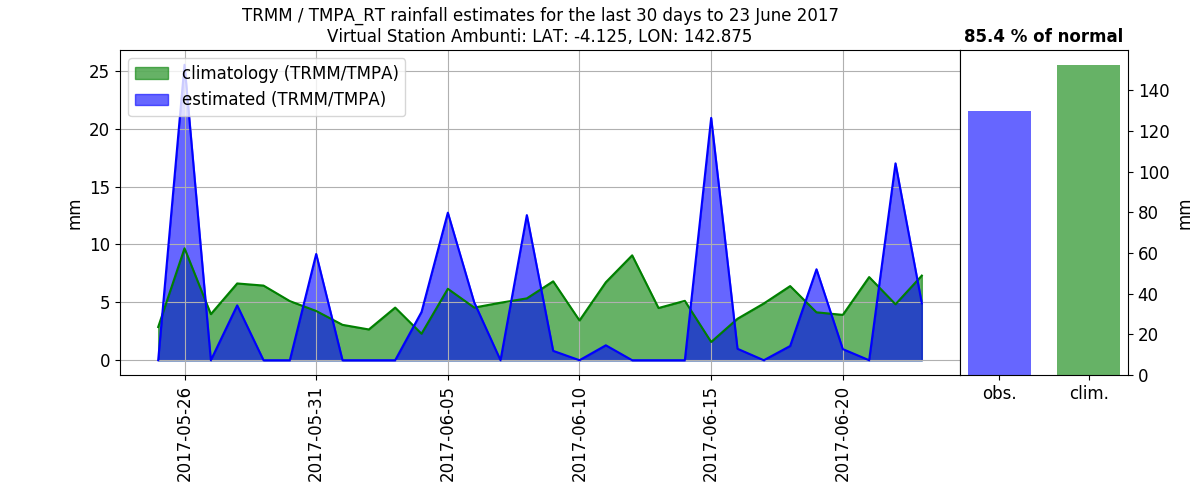 TRMM / TMPA_RT rainfall estimates for the last 30 days to 23 June 2017
Virtual Station Ambunti: LAT: -4.125, LON: 142.875
85.4 % of normal
climatology (TRMM/TMPA)
estimated (TRMM/TMPA)
mm
25
20
15
10
5
0
2017-05-26
2017-05-31
2017-06-05
2017-06-10
2017-06-15
2017-06-20
obs.
clim.
140
120
100
80
60
40
20
0
mm